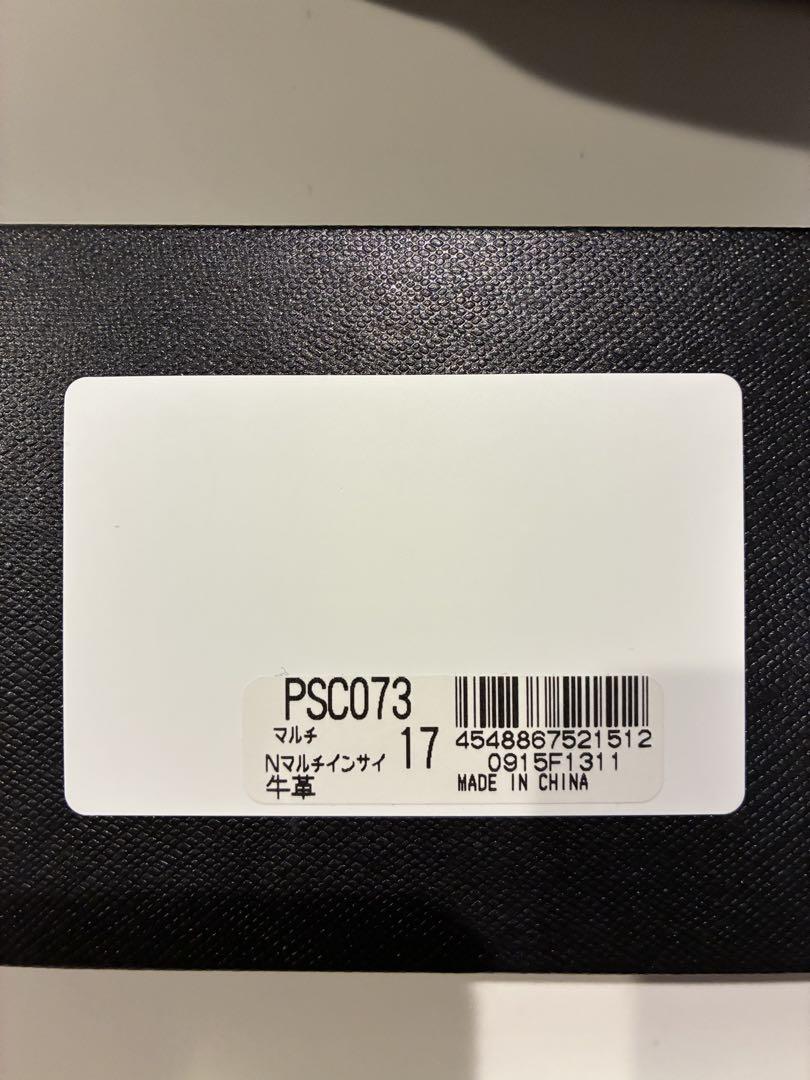 PSC073
マルチ
17
Nマルチインサイ
牛革
4548867521512
0915F1311
MADE IN CHINA